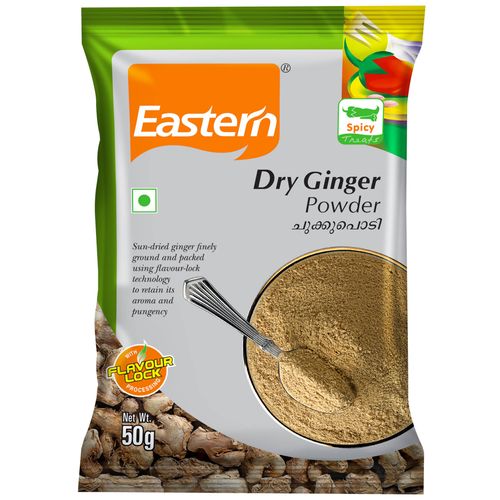 Eastern
®
Spicy
Treats
Dry Ginger
Powder
ചുക്കുപൊടി
Sun-dried ginger finely
ground and packed
using flavour-lock
technology
to retain its
aroma and
pungency
WITH
FLAVOUR
LOCK
PROCESSING
Net Wt.
50g